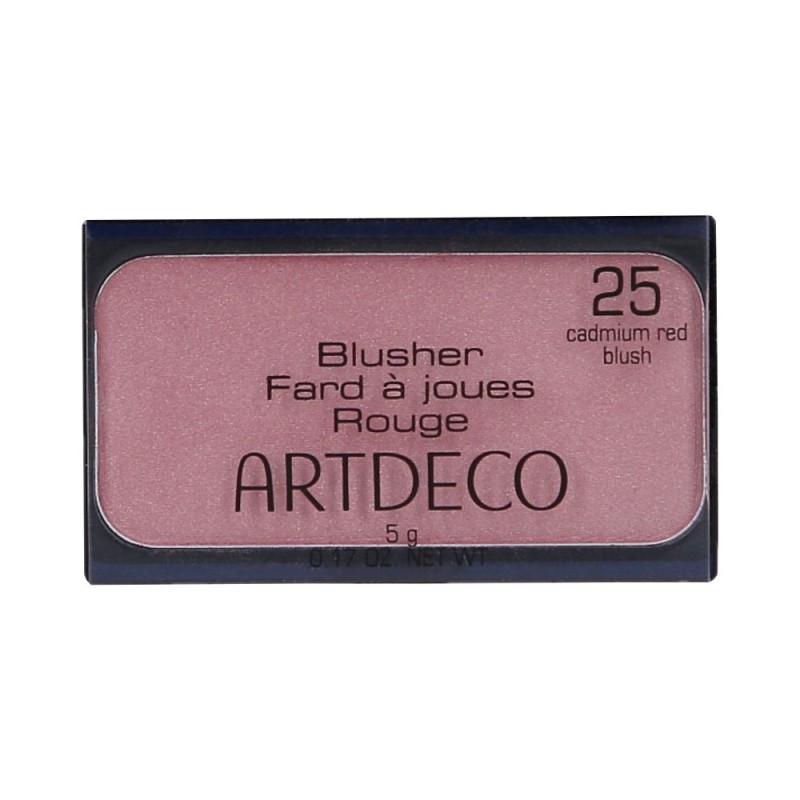 25
cadmium red
blush
Blusher
Fard à joues
Rouge
ARTDECO
5 g
0.17 OZ. NET WT